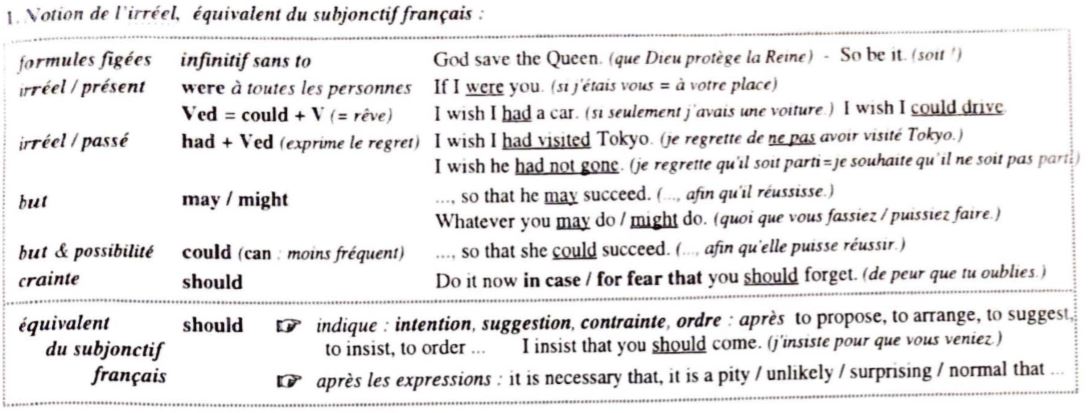 1. Notion de l'irréel, équivalent du subjonctif français :
formules figées infinitif sans to God save the Queen. (que Dieu protège la Reine) - So be it. (soit !)
irréel / présent were à toutes les personnes If I were you. (si j'étais vous = à votre place)
Ved = could + V (= rêve) I wish I had a car. (si seulement j'avais une voiture.) I wish I could drive.
irréel / passé had + Ved (exprime le regret) I wish I had visited Tokyo. (je regrette de ne pas avoir visité Tokyo.)
I wish he had not gone. (je regrette qu'il soit parti = je souhaite qu'il ne soit pas parti)
but may / might ..., so that he may succeed. (..., afin qu'il réussisse.)
Whatever you may do / might do. (quoi que vous fassiez / puissiez faire.)
but & possibilité could (can : moins fréquent) ..., so that she could succeed. (..., afin qu'elle puisse réussir.)
crainte should Do it now in case / for fear that you should forget. (de peur que tu oublies.)
équivalent should ☞ indique : intention, suggestion, contrainte, ordre : après to propose, to arrange, to suggest,
du subjonctif to insist, to order ... I insist that you should come. (j'insiste pour que vous veniez.)
français ☞ après les expressions : it is necessary that, it is a pity / unlikely / surprising / normal that ...